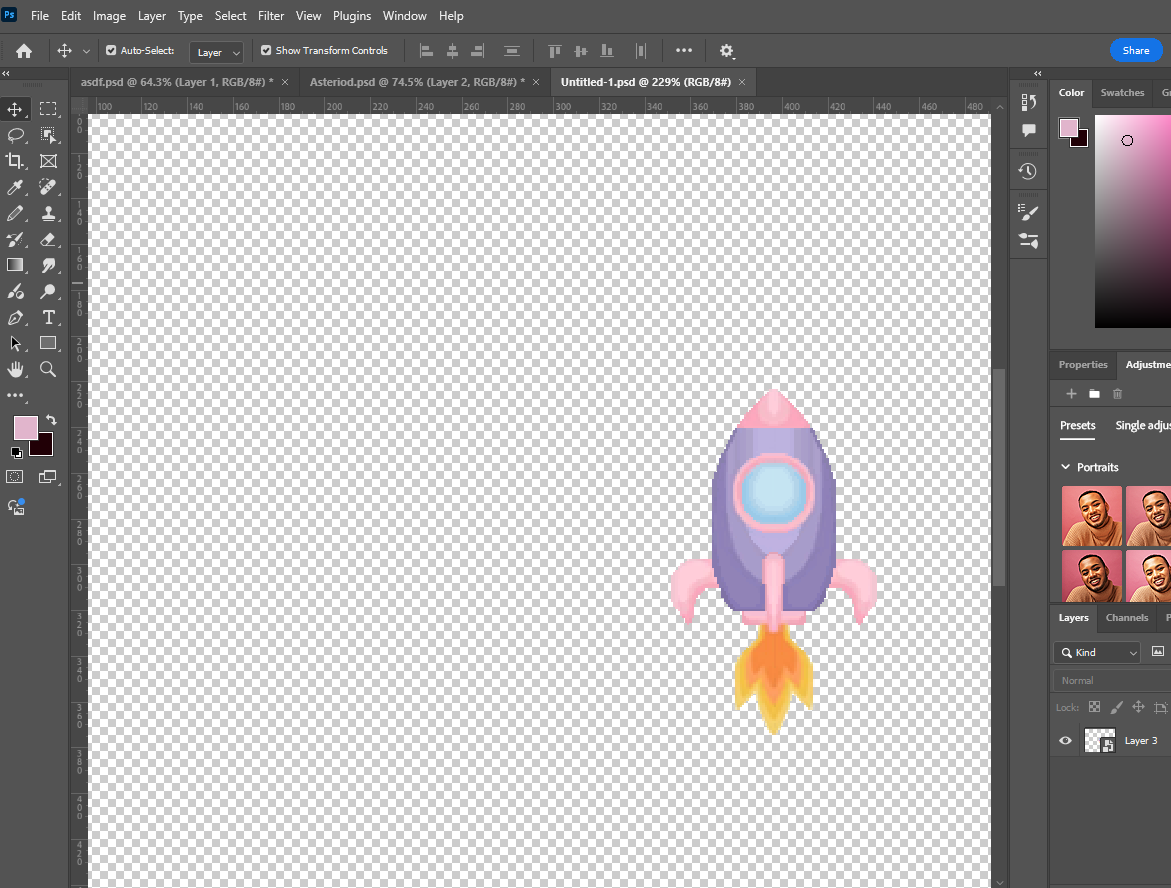 Ps File Edit Image Layer Type Select Filter View Plugins Window Help
Auto-Select: Layer Show Transform Controls ••• Share
asdf.psd @ 64.3% (Layer 1, RGB/8#) * × Asteriod.psd @ 74.5% (Layer 2, RGB/8#) * × Untitled-1.psd @ 229% (RGB/8#) ×
100 120 140 160 180 200 220 240 260 280 300 320 340 360 380 400 420 440 460 480
120
140
160
180
200
220
240
260
280
300
320
340
360
380
400
420
Color Swatches
Properties Adjustme
Presets Single adjus
Portraits
Layers Channels P
Kind
Normal
Lock:
Layer 3